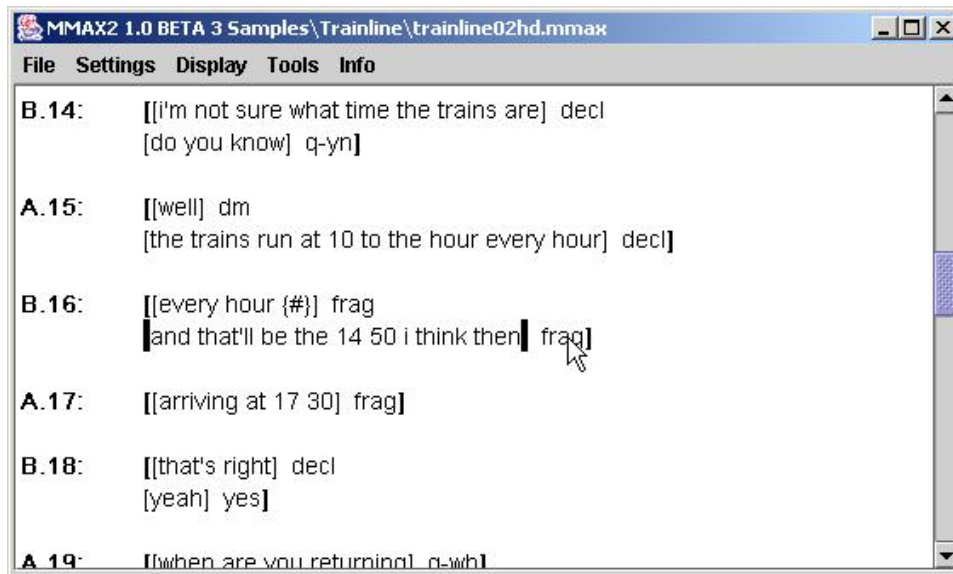 MMAX2 1.0 BETA 3 Samples\Trainline\trainline02hd.mmax
File Settings Display Tools Info
B.14: [[i'm not sure what time the trains are] decl
[do you know] q-yn]
A.15: [[well] dm
[the trains run at 10 to the hour every hour] decl]
B.16: [[every hour {#}] frag
[and that'll be the 14 50 i think then] frag]
A.17: [[arriving at 17 30] frag]
B.18: [[that's right] decl
[yeah] yes]
A.19: [[when are you returning] q-wh]